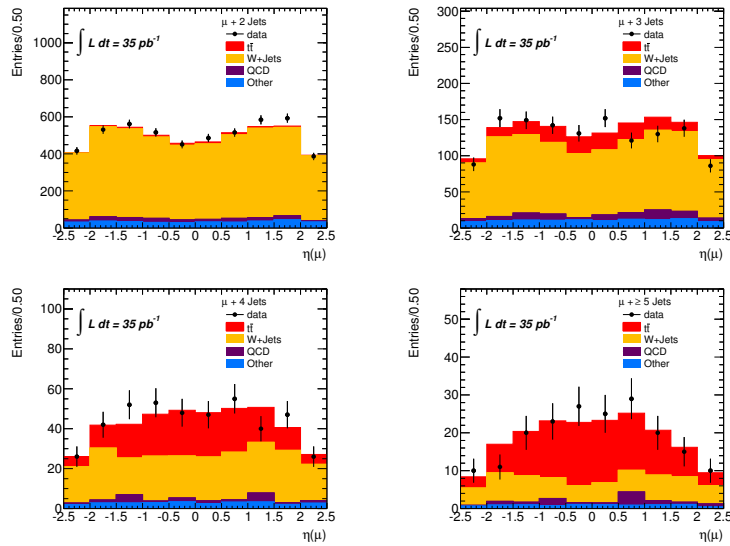 μ + 2 Jets
∫ L dt = 35 pb⁻¹
data
tt̄
W+Jets
QCD
Other
Entries/0.50
1000
800
600
400
200
0
-2.5 -2 -1.5 -1 -0.5 0 0.5 1 1.5 2 2.5
η(μ)
μ + 3 Jets
∫ L dt = 35 pb⁻¹
data
tt̄
W+Jets
QCD
Other
Entries/0.50
300
250
200
150
100
50
0
-2.5 -2 -1.5 -1 -0.5 0 0.5 1 1.5 2 2.5
η(μ)
μ + 4 Jets
∫ L dt = 35 pb⁻¹
data
tt̄
W+Jets
QCD
Other
Entries/0.50
100
80
60
40
20
0
-2.5 -2 -1.5 -1 -0.5 0 0.5 1 1.5 2 2.5
η(μ)
μ + ≥ 5 Jets
∫ L dt = 35 pb⁻¹
data
tt̄
W+Jets
QCD
Other
Entries/0.50
50
40
30
20
10
0
-2.5 -2 -1.5 -1 -0.5 0 0.5 1 1.5 2 2.5
η(μ)